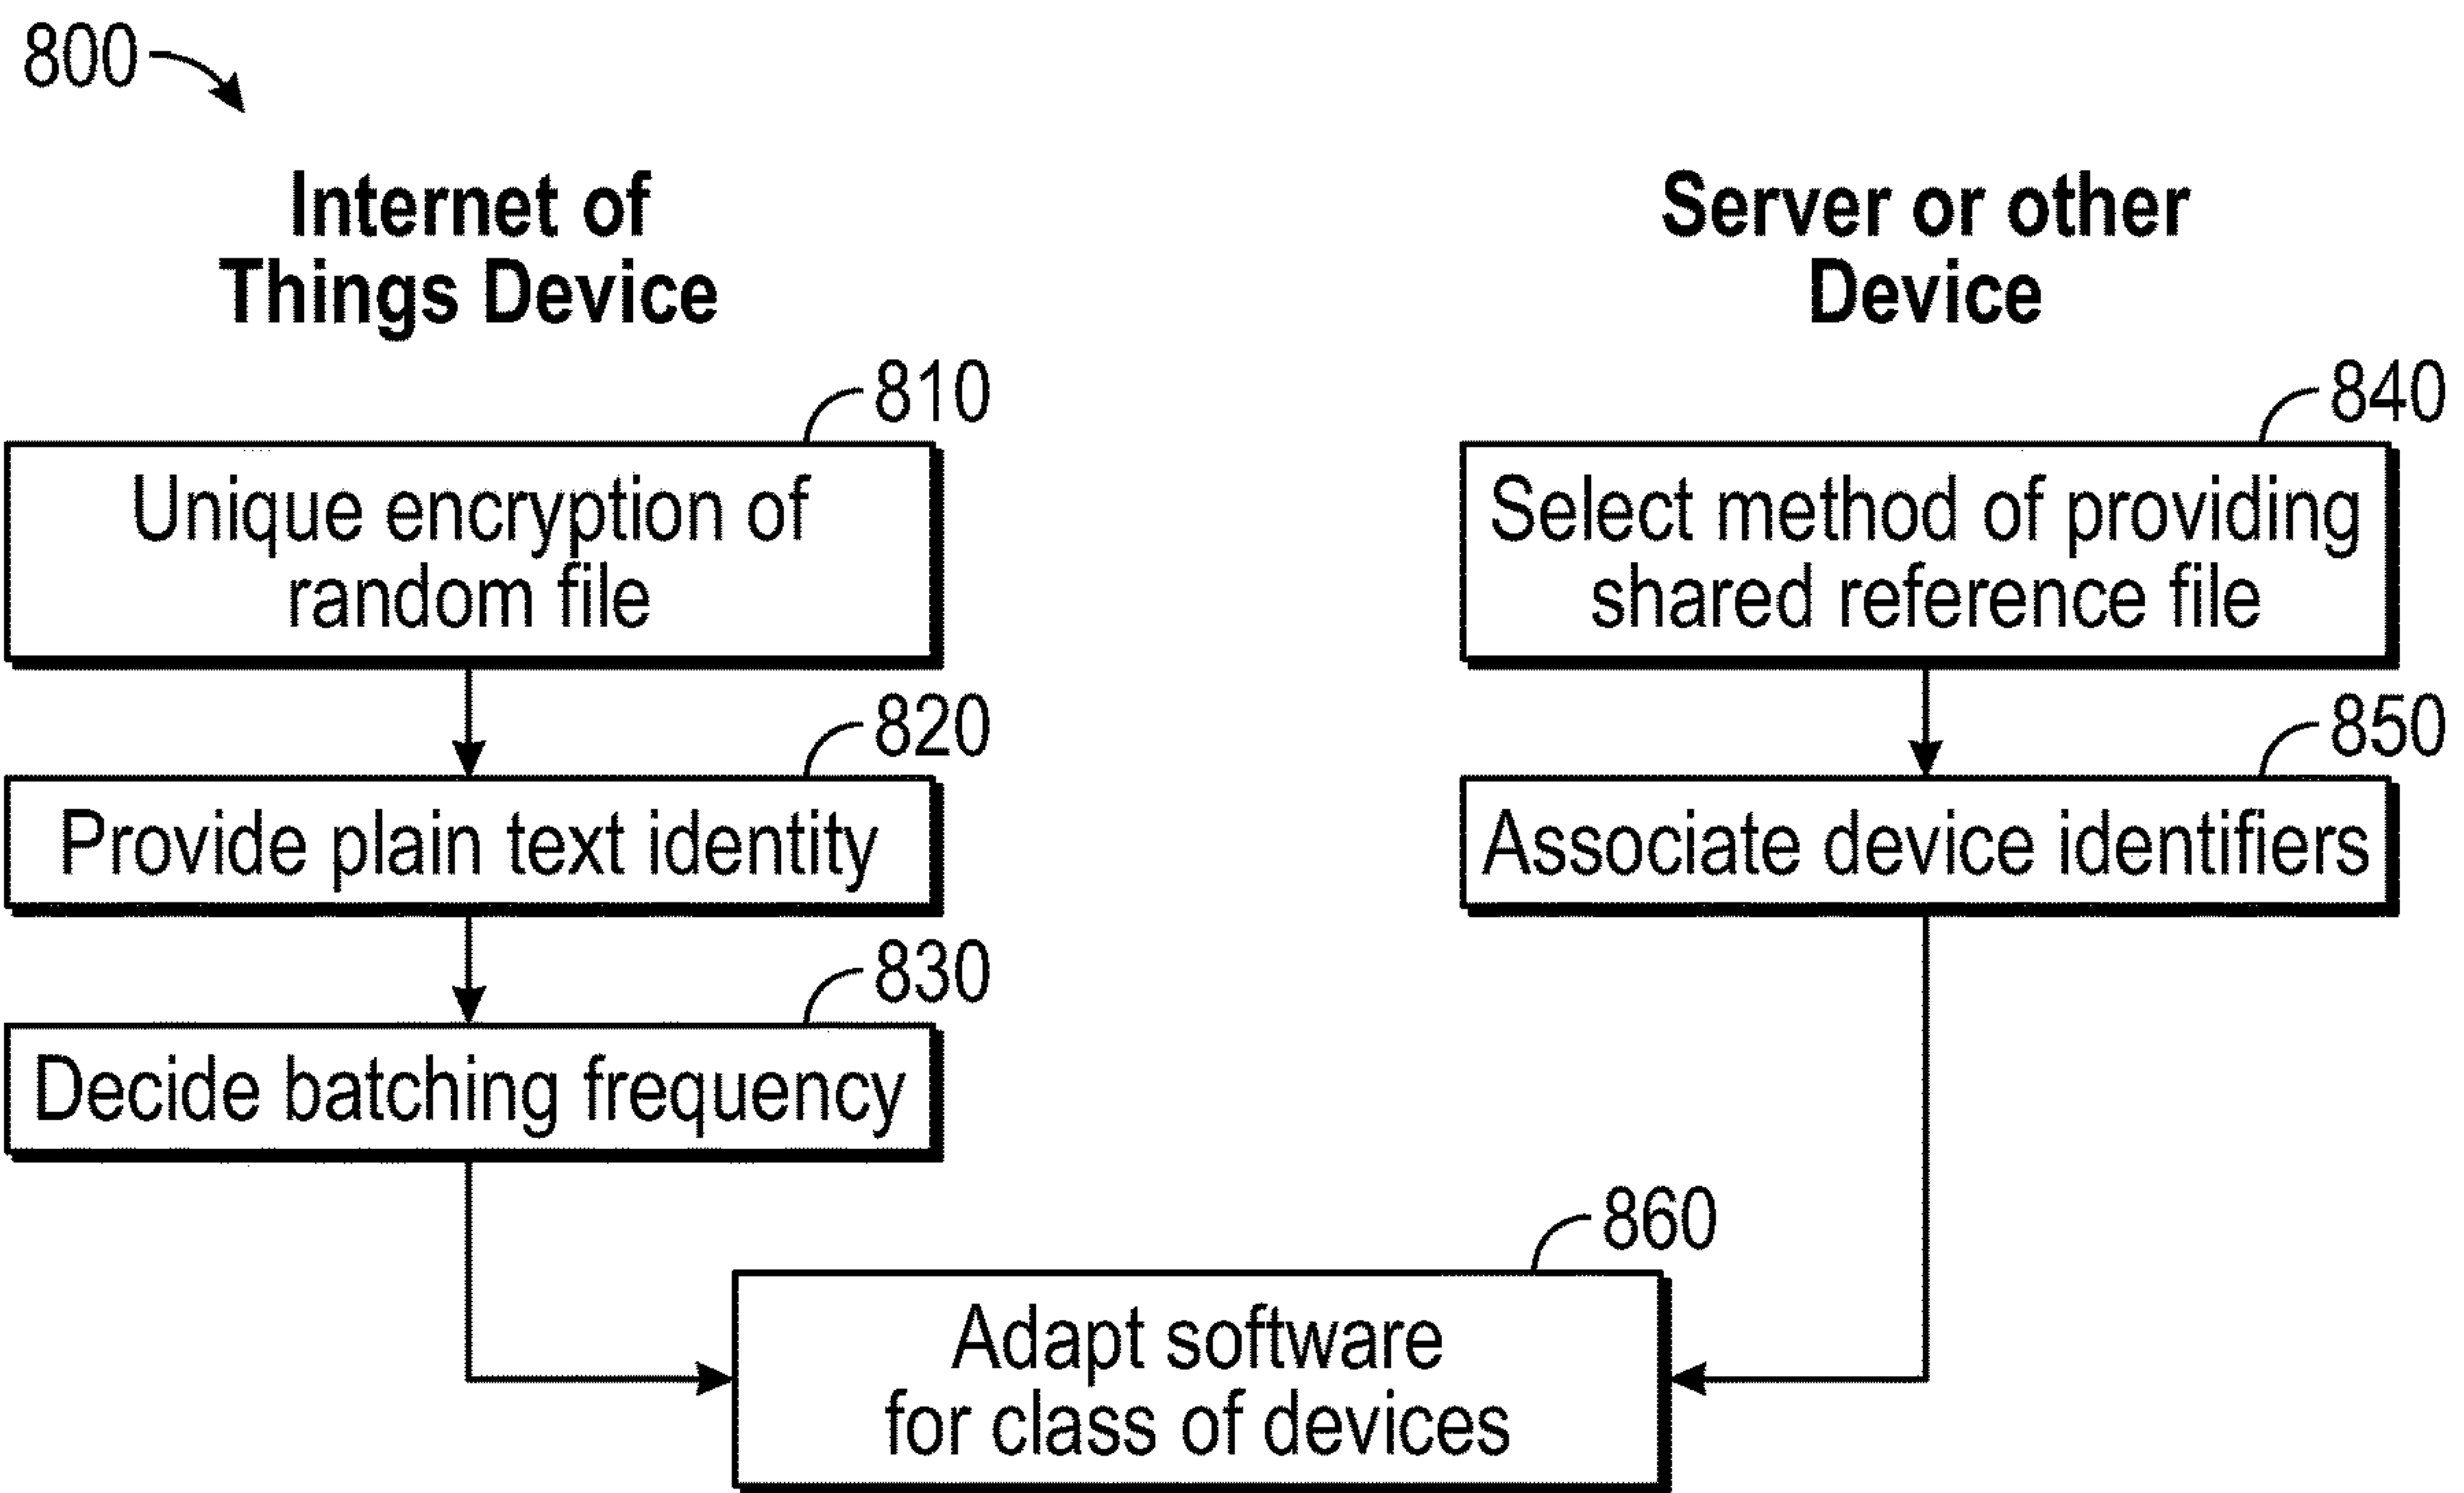 800
Internet of
Things Device
810
Unique encryption of
random file
820
Provide plain text identity
830
Decide batching frequency
Server or other
Device
840
Select method of providing
shared reference file
850
Associate device identifiers
860
Adapt software
for class of devices